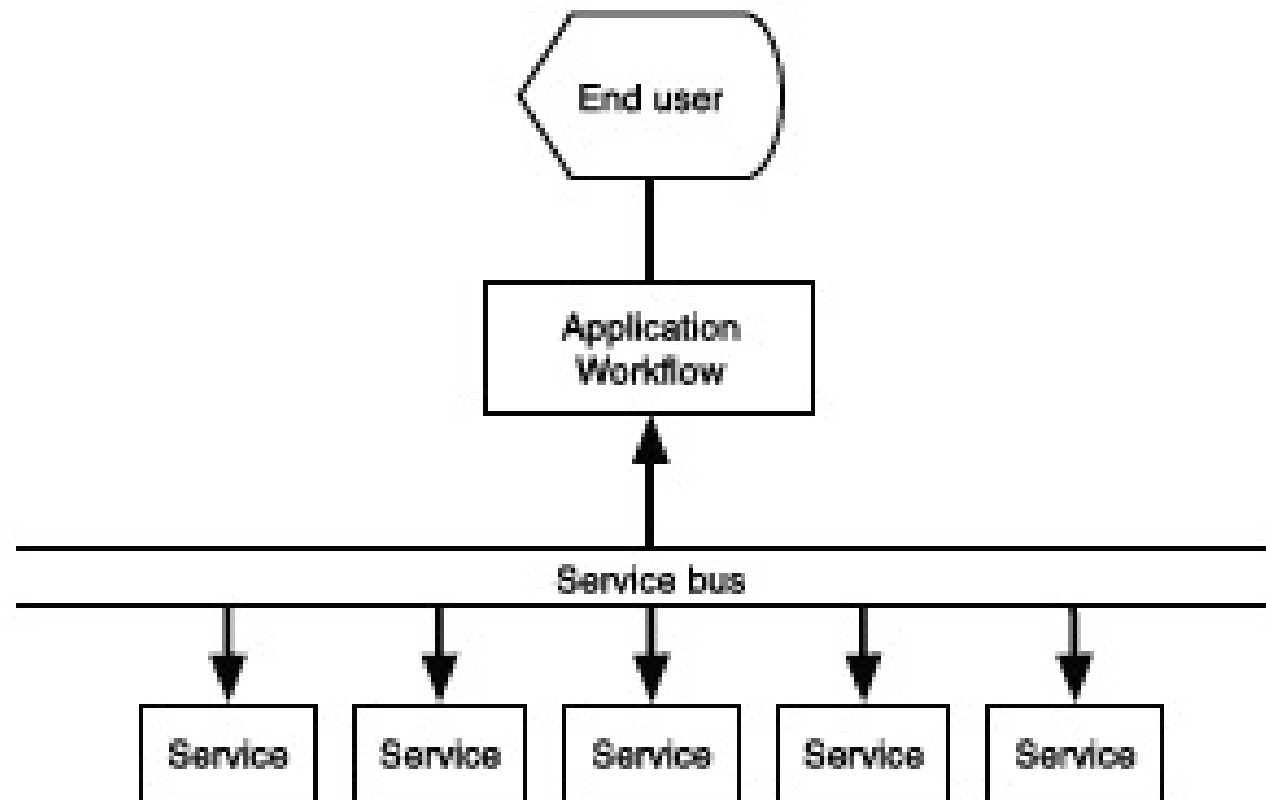 End user
Application
Workflow
Service bus
Service
Service
Service
Service
Service